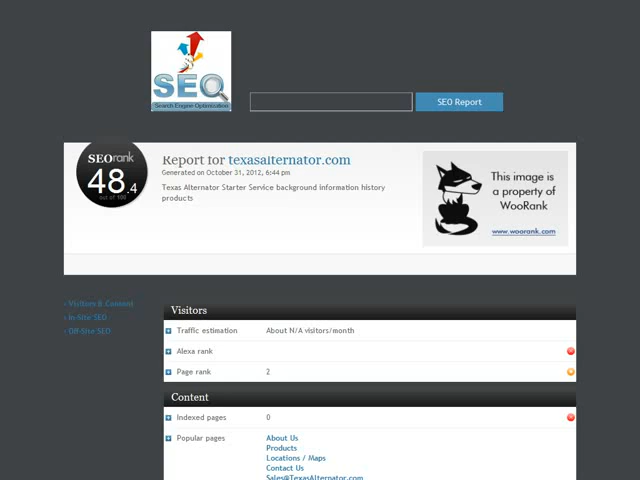 SEO
Search Engine Optimization
SEO Report
SEOrank
48.4
out of 100
Report for texasalternator.com
Generated on October 31, 2012, 6:44 pm
Texas Alternator Starter Service background information history
products
This image is
a property of
WooRank
www.woorank.com
› Visitors & Content
› In-Site SEO
› Off-Site SEO
Visitors
Traffic estimation About N/A visitors/month
Alexa rank
Page rank 2
Content
Indexed pages 0
Popular pages About Us
Products
Locations / Maps
Contact Us
Sales@TexasAlternator.com